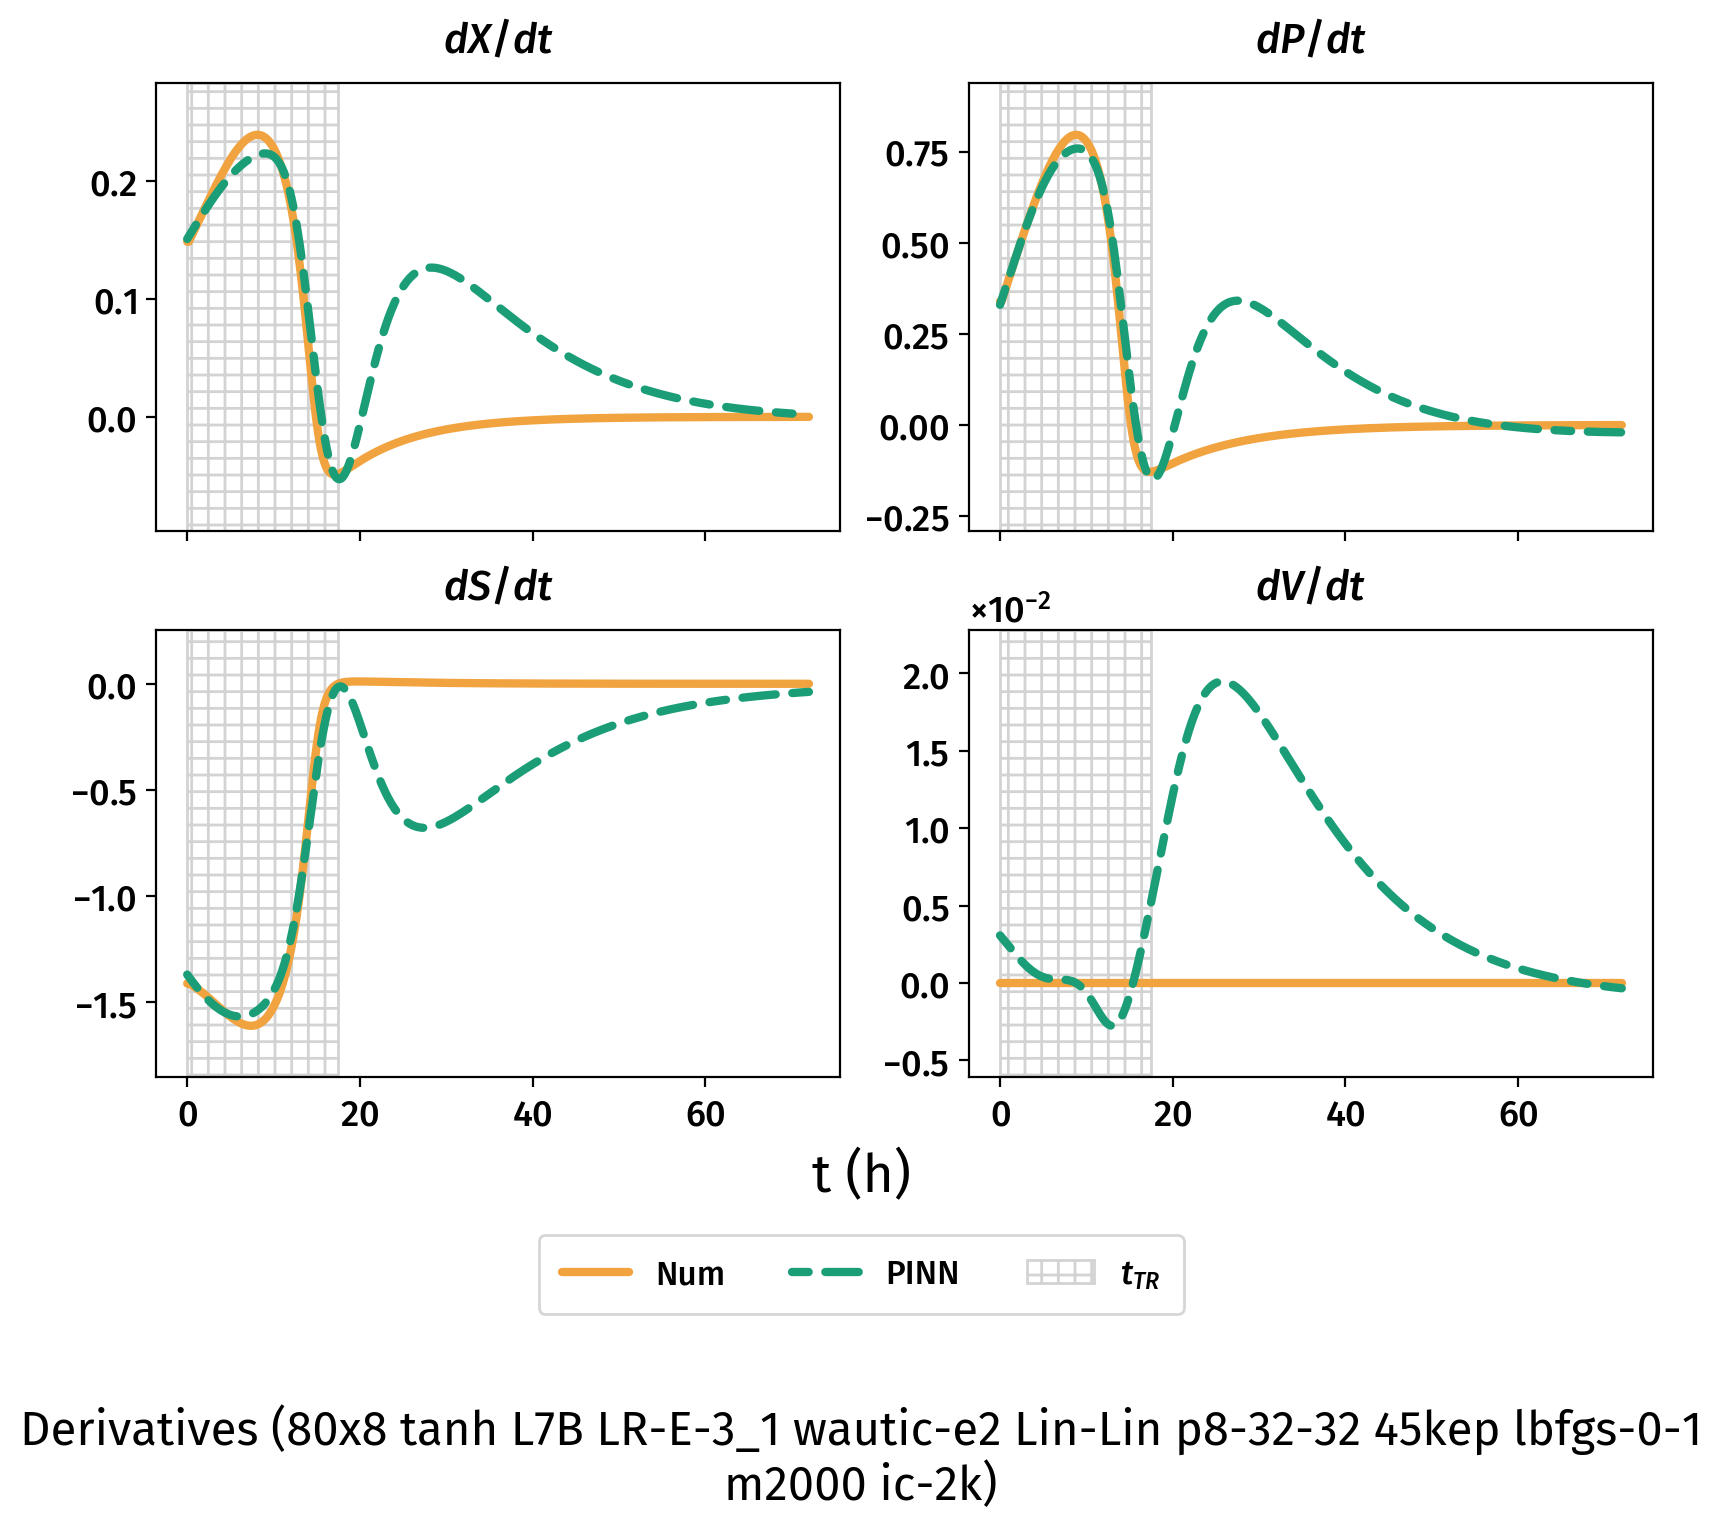 dX/dt
dP/dt
0.2
0.1
0.0
0.75
0.50
0.25
0.00
−0.25
dS/dt
dV/dt
×10⁻²
0.0
−0.5
−1.0
−1.5
2.0
1.5
1.0
0.5
0.0
−0.5
0 20 40 60
0 20 40 60
t (h)
Num PINN t_TR
Derivatives (80x8 tanh L7B LR-E-3_1 wautic-e2 Lin-Lin p8-32-32 45kep lbfgs-0-1
m2000 ic-2k)